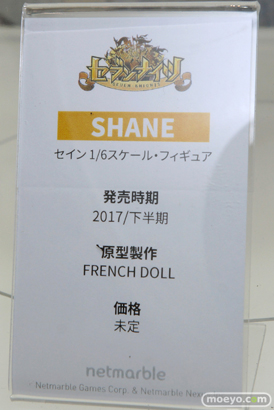 セブンナイツ
SEVEN KNIGHTS
SHANE
セイン 1/6スケール・フィギュア
発売時期
2017/下半期
原型製作
FRENCH DOLL
価格
未定
netmarble
Netmarble Games Corp. & Netmarble Nex
moeyo.com